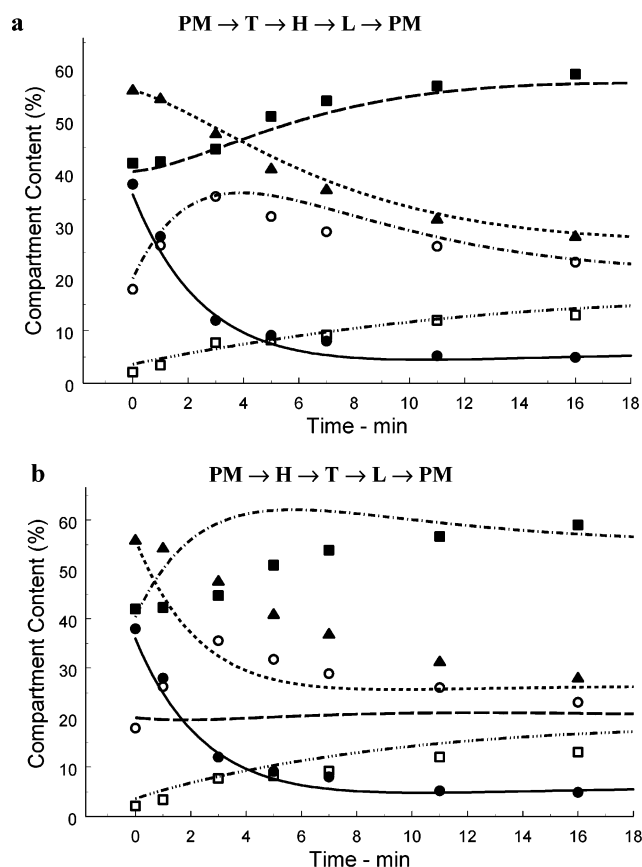 a
PM → T → H → L → PM
Compartment Content (%)
60
50
40
30
20
10
0
0 2 4 6 8 10 12 14 16 18
Time - min
b
PM → H → T → L → PM
Compartment Content (%)
60
50
40
30
20
10
0
0 2 4 6 8 10 12 14 16 18
Time - min